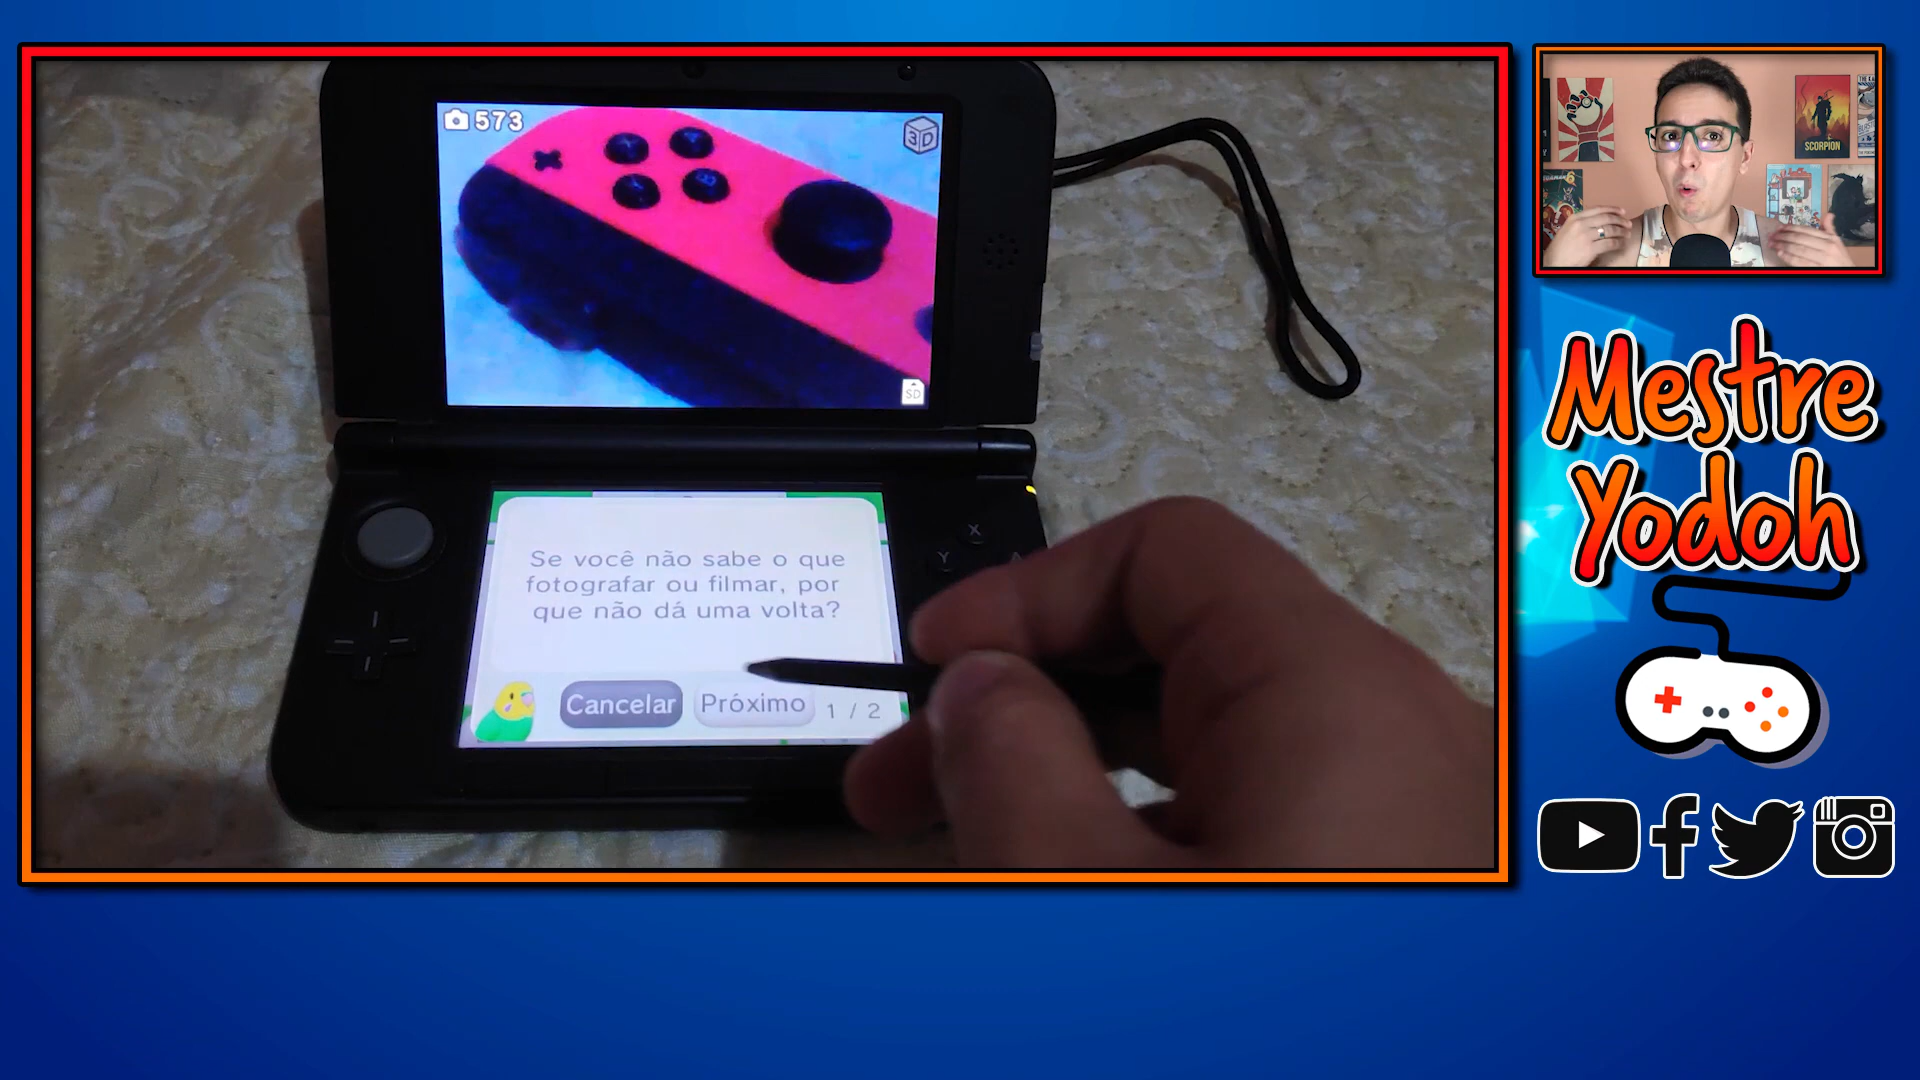 573
3D
SD
Se você não sabe o que
fotografar ou filmar, por
que não dá uma volta?
Cancelar
Próximo
1 / 2
X
Y
A
B
SCORPION
6
Mestre
Yodoh